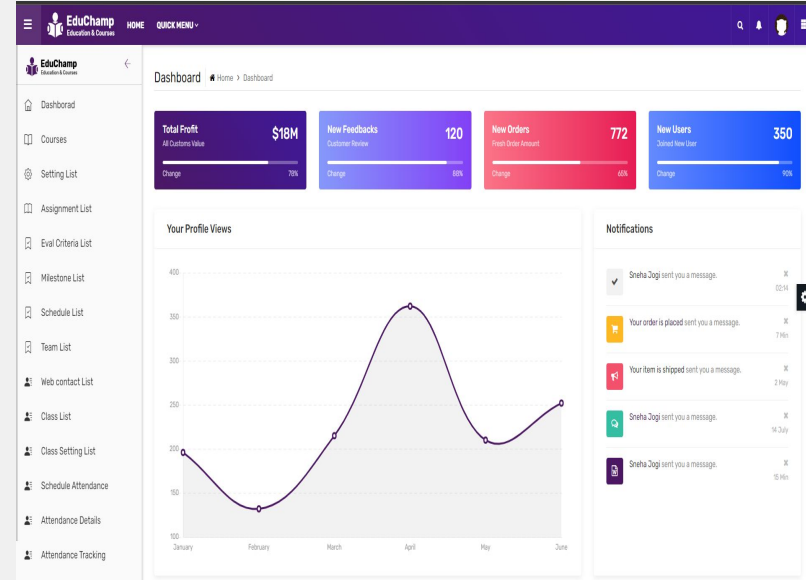 EduChamp
Education & Courses
HOME
QUICK MENU
EduChamp
Education & Courses
Dashborad
Courses
Setting List
Assignment List
Eval Criteria List
Milestone List
Schedule List
Team List
Web contact List
Class List
Class Setting List
Schedule Attendance
Attendance Details
Attendance Tracking
Dashboard
Home > Dashboard
Total Frofit
$18M
All Customs Value
Change
78%
New Feedbacks
120
Customer Review
Change
88%
New Orders
772
Fresh Order Amount
Change
65%
New Users
350
Joined New User
Change
90%
Your Profile Views
400
350
300
250
200
150
100
January
February
March
April
May
June
Notifications
Sneha Jogi sent you a message.
02:14
Your order is placed sent you a message.
7 Min
Your item is shipped sent you a message.
2 May
Sneha Jogi sent you a message.
14 July
Sneha Jogi sent you a message.
15 Min